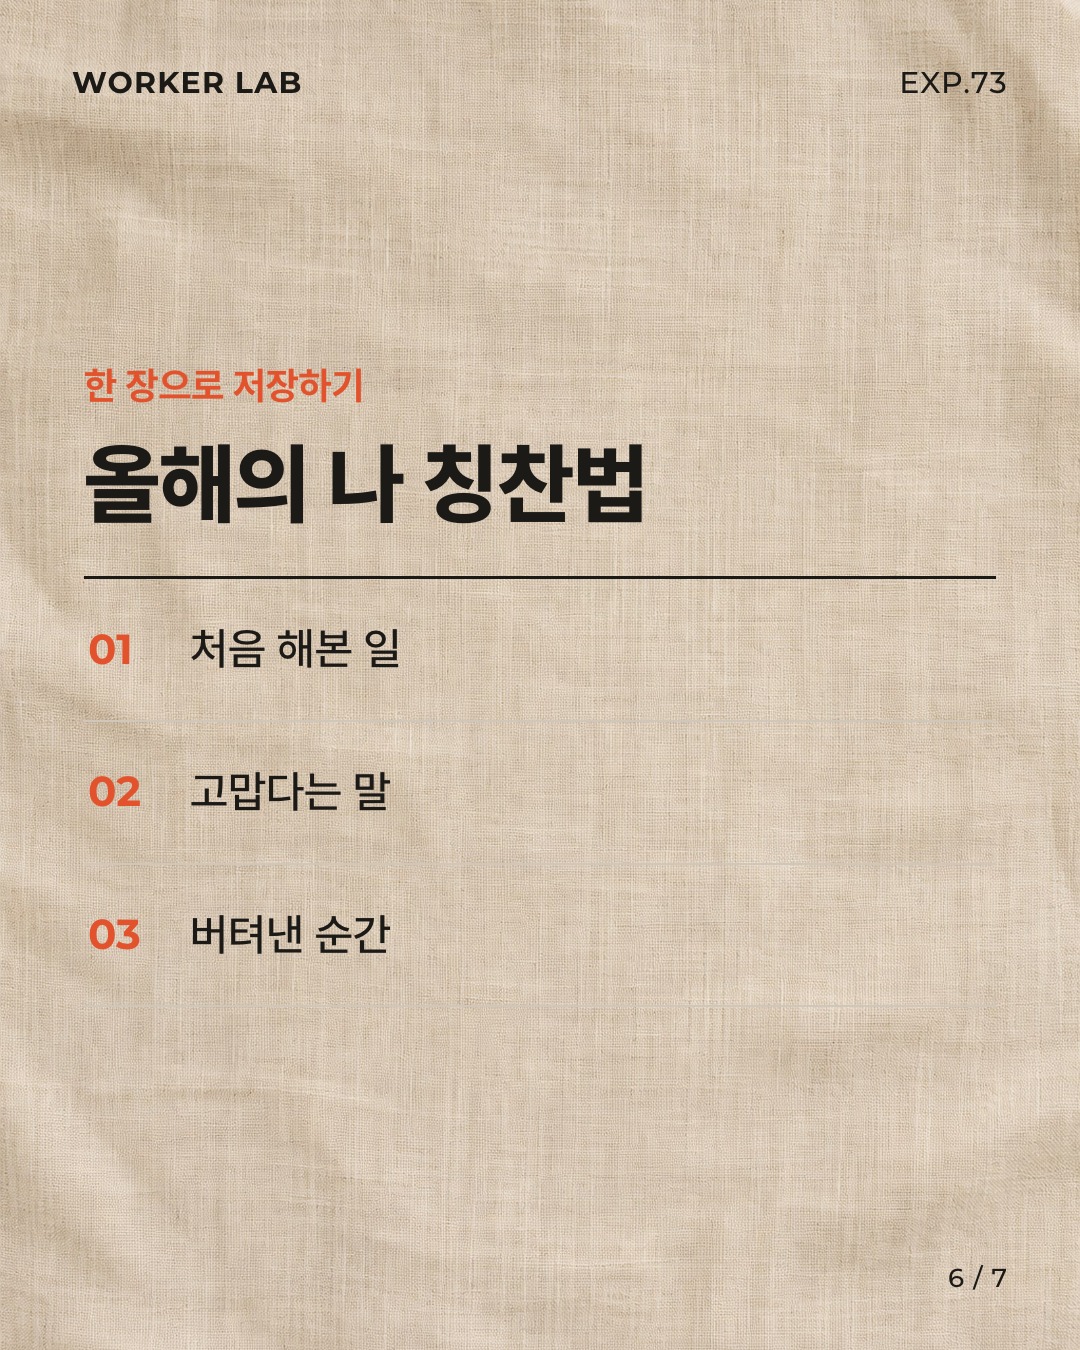 WORKER LAB
EXP.73
한 장으로 저장하기
올해의 나 칭찬법
01 처음 해본 일
02 고맙다는 말
03 버텨낸 순간
6 / 7